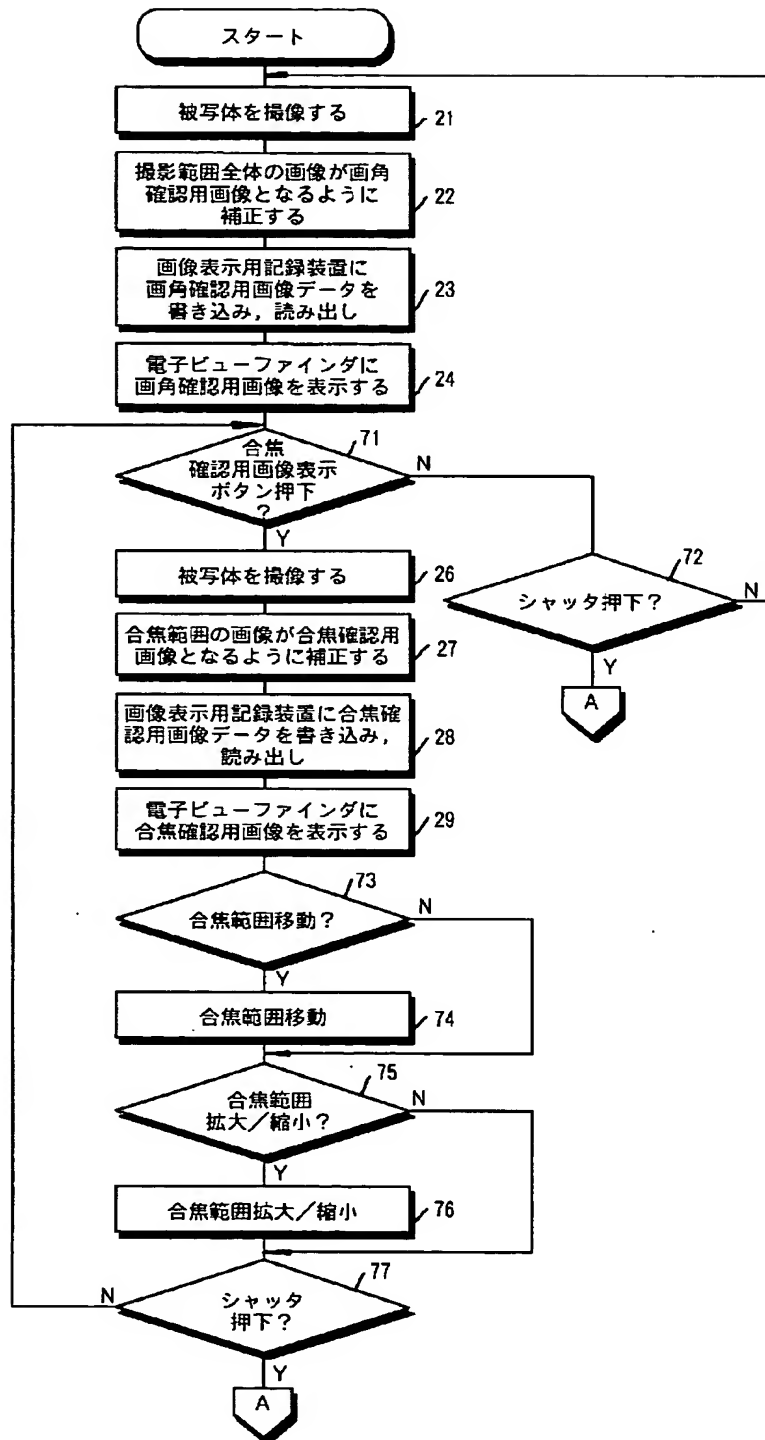 スタート
被写体を撮像する
21
撮影範囲全体の画像が画角
確認用画像となるように
補正する
22
画像表示用記録装置に
画角確認用画像データを
書き込み，読み出し
23
電子ビューファインダに
画角確認用画像を表示する
24
71
合焦
確認用画像表示
ボタン押下
?
N
Y
72
シャッタ押下？
N
Y
A
被写体を撮像する
26
合焦範囲の画像が合焦確認用
画像となるように補正する
27
画像表示用記録装置に合焦確
認用画像データを書き込み，
読み出し
28
電子ビューファインダに
合焦確認用画像を表示する
29
73
合焦範囲移動？
N
Y
合焦範囲移動
74
75
合焦範囲
拡大／縮小？
N
Y
合焦範囲拡大／縮小
76
77
シャッタ
押下？
N
Y
A